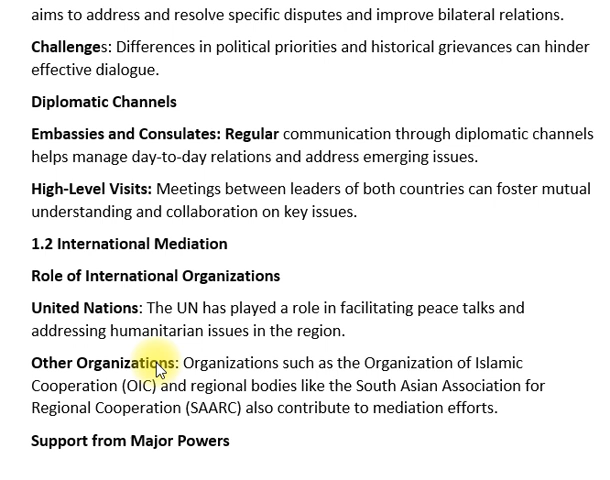 aims to address and resolve specific disputes and improve bilateral relations.
Challenges: Differences in political priorities and historical grievances can hinder
effective dialogue.
Diplomatic Channels
Embassies and Consulates: Regular communication through diplomatic channels
helps manage day-to-day relations and address emerging issues.
High-Level Visits: Meetings between leaders of both countries can foster mutual
understanding and collaboration on key issues.
1.2 International Mediation
Role of International Organizations
United Nations: The UN has played a role in facilitating peace talks and
addressing humanitarian issues in the region.
Other Organizations: Organizations such as the Organization of Islamic
Cooperation (OIC) and regional bodies like the South Asian Association for
Regional Cooperation (SAARC) also contribute to mediation efforts.
Support from Major Powers